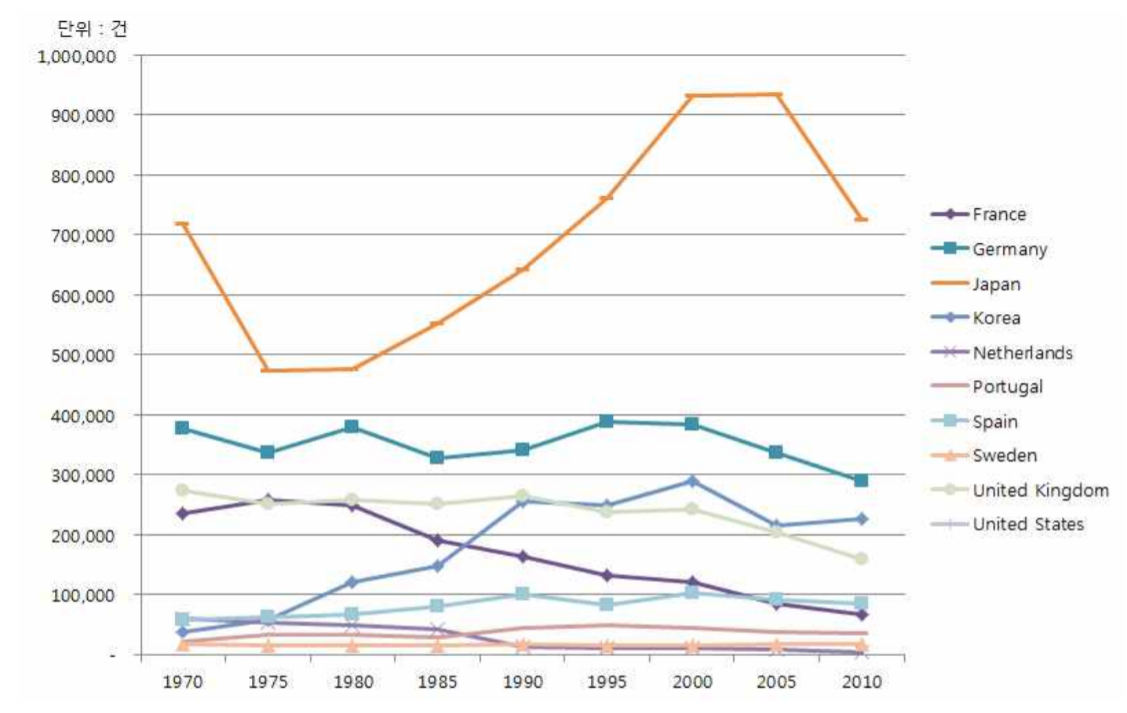 단위 : 건
1,000,000
900,000
800,000
700,000
600,000
500,000
400,000
300,000
200,000
100,000
-
1970 1975 1980 1985 1990 1995 2000 2005 2010
France
Germany
Japan
Korea
Netherlands
Portugal
Spain
Sweden
United Kingdom
United States